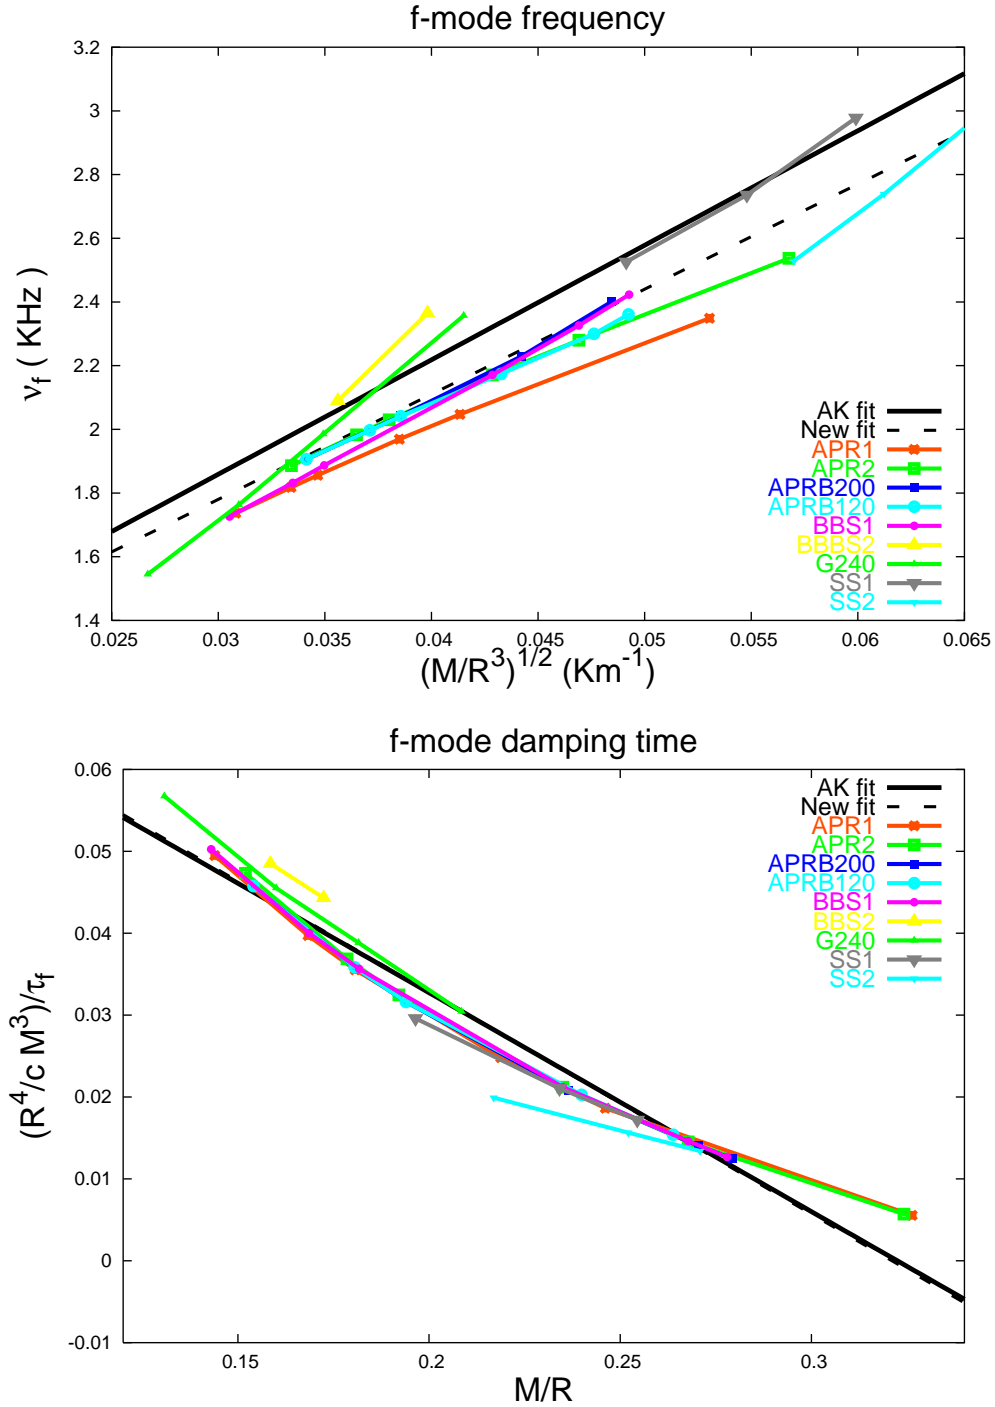 f-mode frequency
3.2
3
2.8
2.6
2.4
2.2
2
1.8
1.6
1.4
ν_f ( KHz )
AK fit
New fit
APR1
APR2
APRB200
APRB120
BBS1
BBBS2
G240
SS1
SS2
0.025 0.03 0.035 0.04 0.045 0.05 0.055 0.06 0.065
(M/R^3)^1/2 (Km^-1)
f-mode damping time
0.06
0.05
0.04
0.03
0.02
0.01
0
-0.01
(R^4/c M^3)/τ_f
AK fit
New fit
APR1
APR2
APRB200
APRB120
BBS1
BBS2
G240
SS1
SS2
0.15 0.2 0.25 0.3
M/R